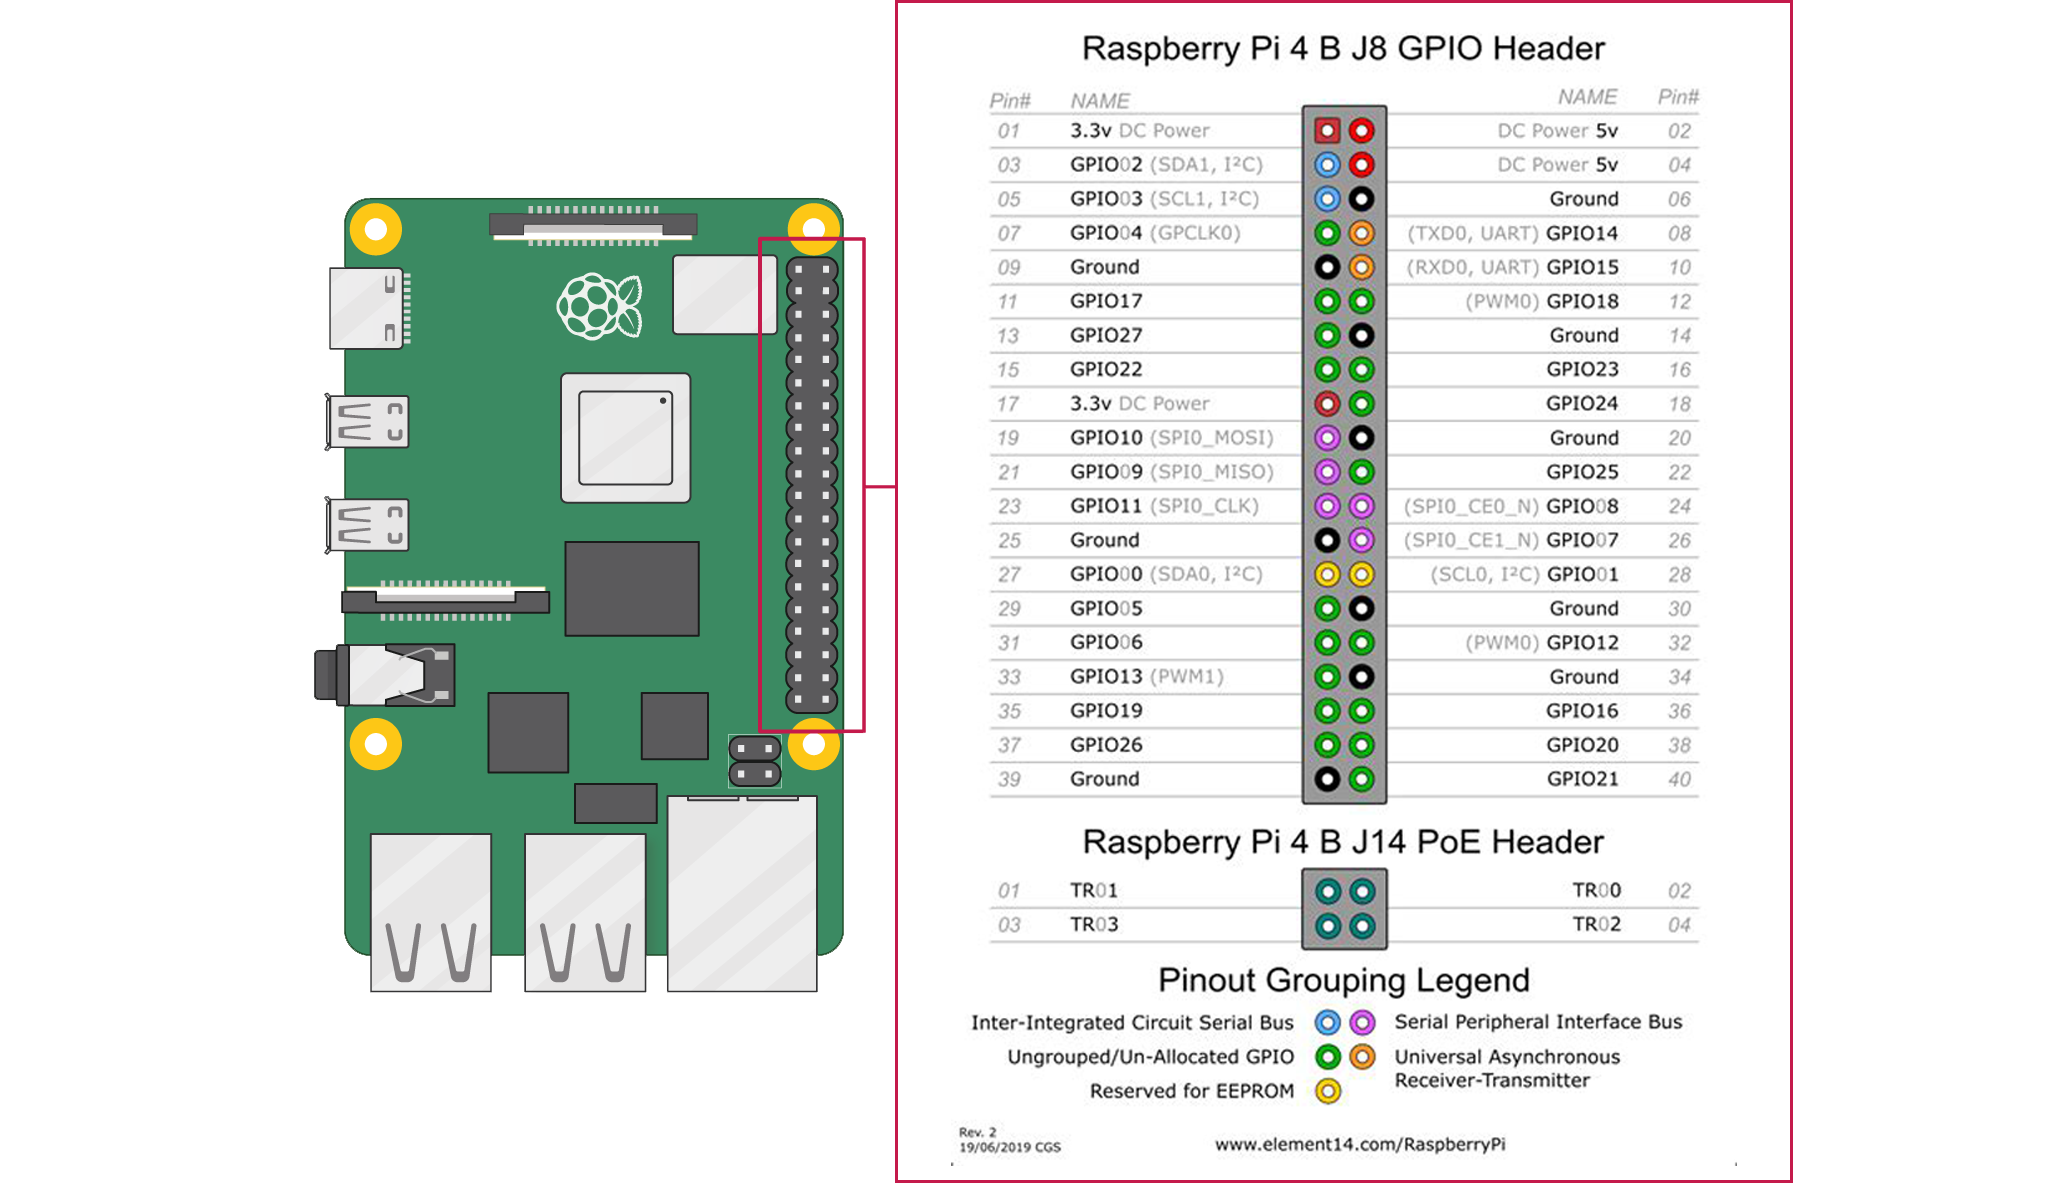 Raspberry Pi 4 B J8 GPIO Header
Pin# NAME NAME Pin#
01 3.3v DC Power DC Power 5v 02
03 GPIO02 (SDA1, I²C) DC Power 5v 04
05 GPIO03 (SCL1, I²C) Ground 06
07 GPIO04 (GPCLK0) (TXD0, UART) GPIO14 08
09 Ground (RXD0, UART) GPIO15 10
11 GPIO17 (PWM0) GPIO18 12
13 GPIO27 Ground 14
15 GPIO22 GPIO23 16
17 3.3v DC Power GPIO24 18
19 GPIO10 (SPI0_MOSI) Ground 20
21 GPIO09 (SPI0_MISO) GPIO25 22
23 GPIO11 (SPI0_CLK) (SPI0_CE0_N) GPIO08 24
25 Ground (SPI0_CE1_N) GPIO07 26
27 GPIO00 (SDA0, I²C) (SCL0, I²C) GPIO01 28
29 GPIO05 Ground 30
31 GPIO06 (PWM0) GPIO12 32
33 GPIO13 (PWM1) Ground 34
35 GPIO19 GPIO16 36
37 GPIO26 GPIO20 38
39 Ground GPIO21 40
Raspberry Pi 4 B J14 PoE Header
01 TR01 TR00 02
03 TR03 TR02 04
Pinout Grouping Legend
Inter-Integrated Circuit Serial Bus Serial Peripheral Interface Bus
Ungrouped/Un-Allocated GPIO Universal Asynchronous
Receiver-Transmitter
Reserved for EEPROM
Rev. 2
19/06/2019 CGS www.element14.com/RaspberryPi